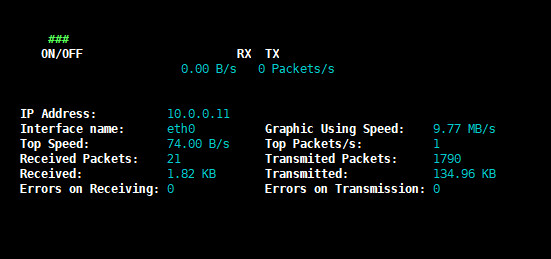 ###
ON/OFF RX TX
0.00 B/s 0 Packets/s
IP Address: 10.0.0.11
Interface name: eth0 Graphic Using Speed: 9.77 MB/s
Top Speed: 74.00 B/s Top Packets/s: 1
Received Packets: 21 Transmited Packets: 1790
Received: 1.82 KB Transmitted: 134.96 KB
Errors on Receiving: 0 Errors on Transmission: 0